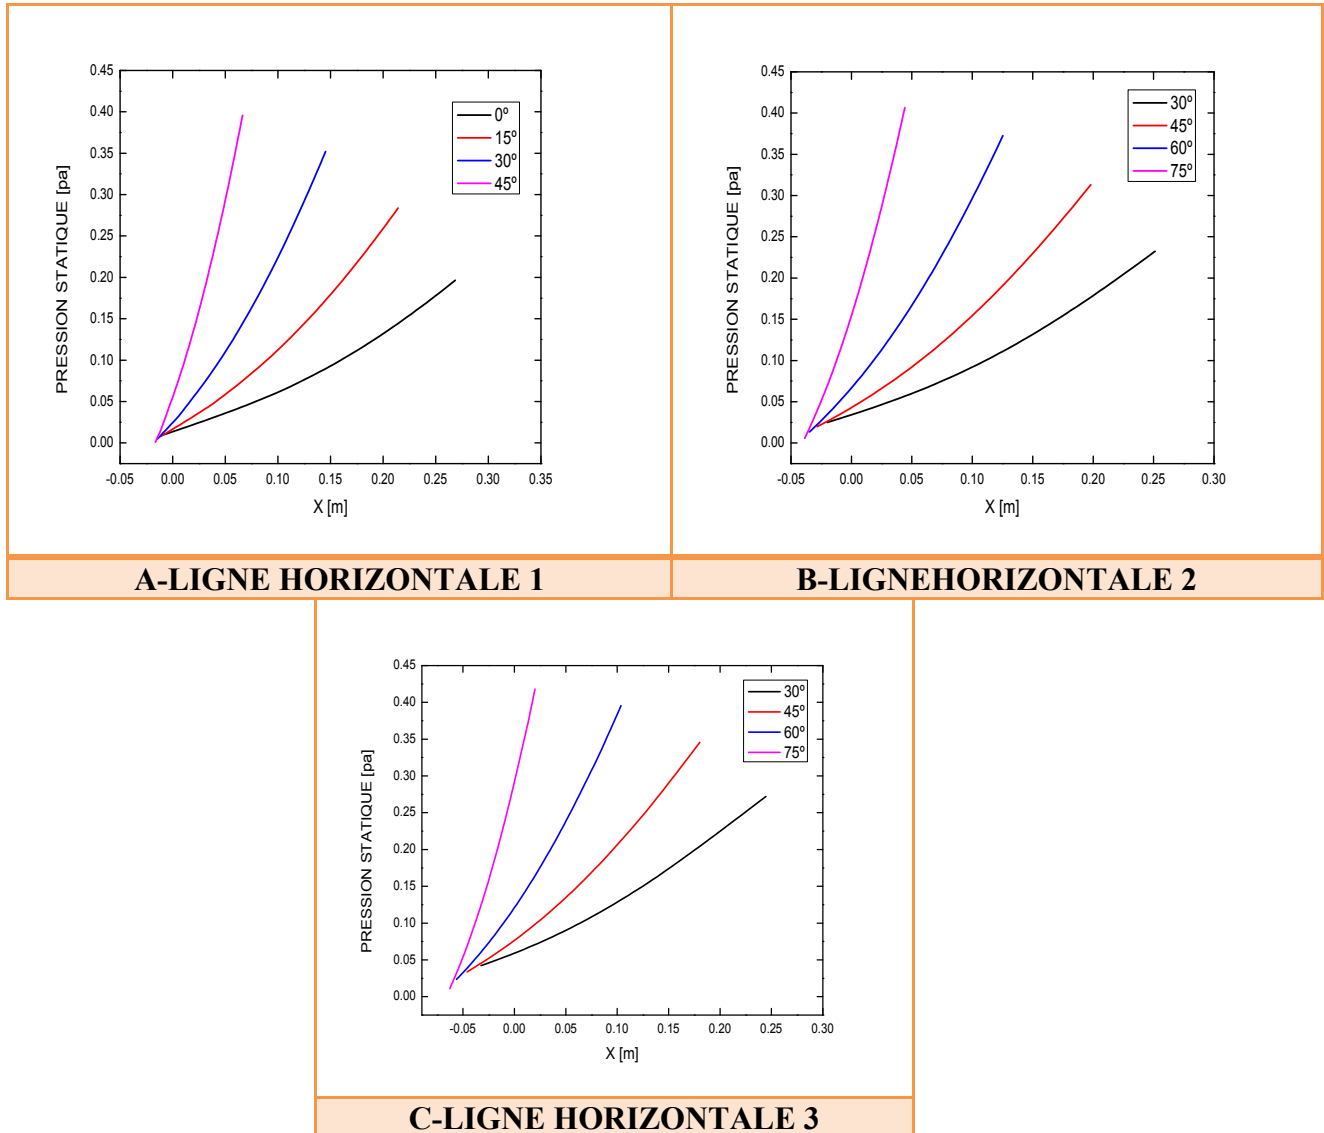 0.45
0.40
0.35
0.30
0.25
0.20
0.15
0.10
0.05
0.00
PRESSION STATIQUE [pa]
-0.05 0.00 0.05 0.10 0.15 0.20 0.25 0.30 0.35
X [m]
0º
15º
30º
45º
A-LIGNE HORIZONTALE 1
0.45
0.40
0.35
0.30
0.25
0.20
0.15
0.10
0.05
0.00
PRESSION STATIQUE [pa]
-0.05 0.00 0.05 0.10 0.15 0.20 0.25 0.30
X [m]
30º
45º
60º
75º
B-LIGNEHORIZONTALE 2
0.45
0.40
0.35
0.30
0.25
0.20
0.15
0.10
0.05
0.00
PRESSION STATIQUE [pa]
-0.05 0.00 0.05 0.10 0.15 0.20 0.25 0.30
X [m]
30º
45º
60º
75º
C-LIGNE HORIZONTALE 3